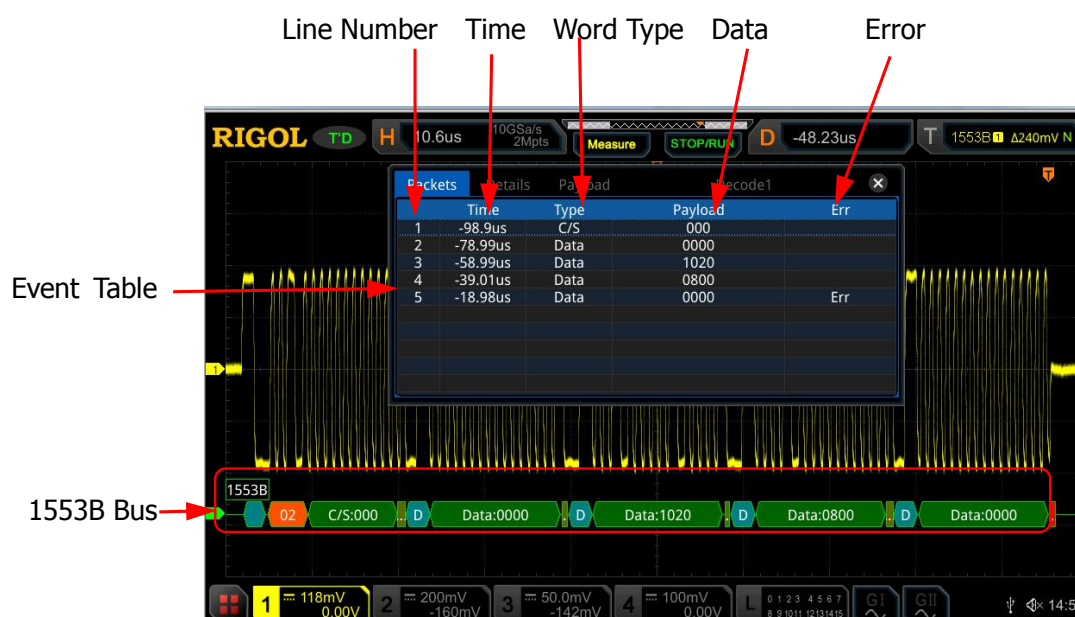 Line Number Time Word Type Data Error
RIGOL T'D H 10.6us 10GSa/s 2Mpts Measure STOP/RUN D -48.23us T 1553B 1 Δ240mV N
Packets Details Payload Decode1
Time Type Payload Err
1 -98.9us C/S 000
2 -78.99us Data 0000
3 -58.99us Data 1020
4 -39.01us Data 0800
5 -18.98us Data 0000 Err
Event Table
1
T
1553B
1553B Bus
02 C/S:000 .. D Data:0000 . D Data:1020 . D Data:0800 . D Data:0000 .
1 118mV 0.00V 2 200mV -160mV 3 50.0mV -142mV 4 100mV 0.00V L 0 1 2 3 4 5 6 7 8 9 10 11 12 13 14 15 GI GII 14:5